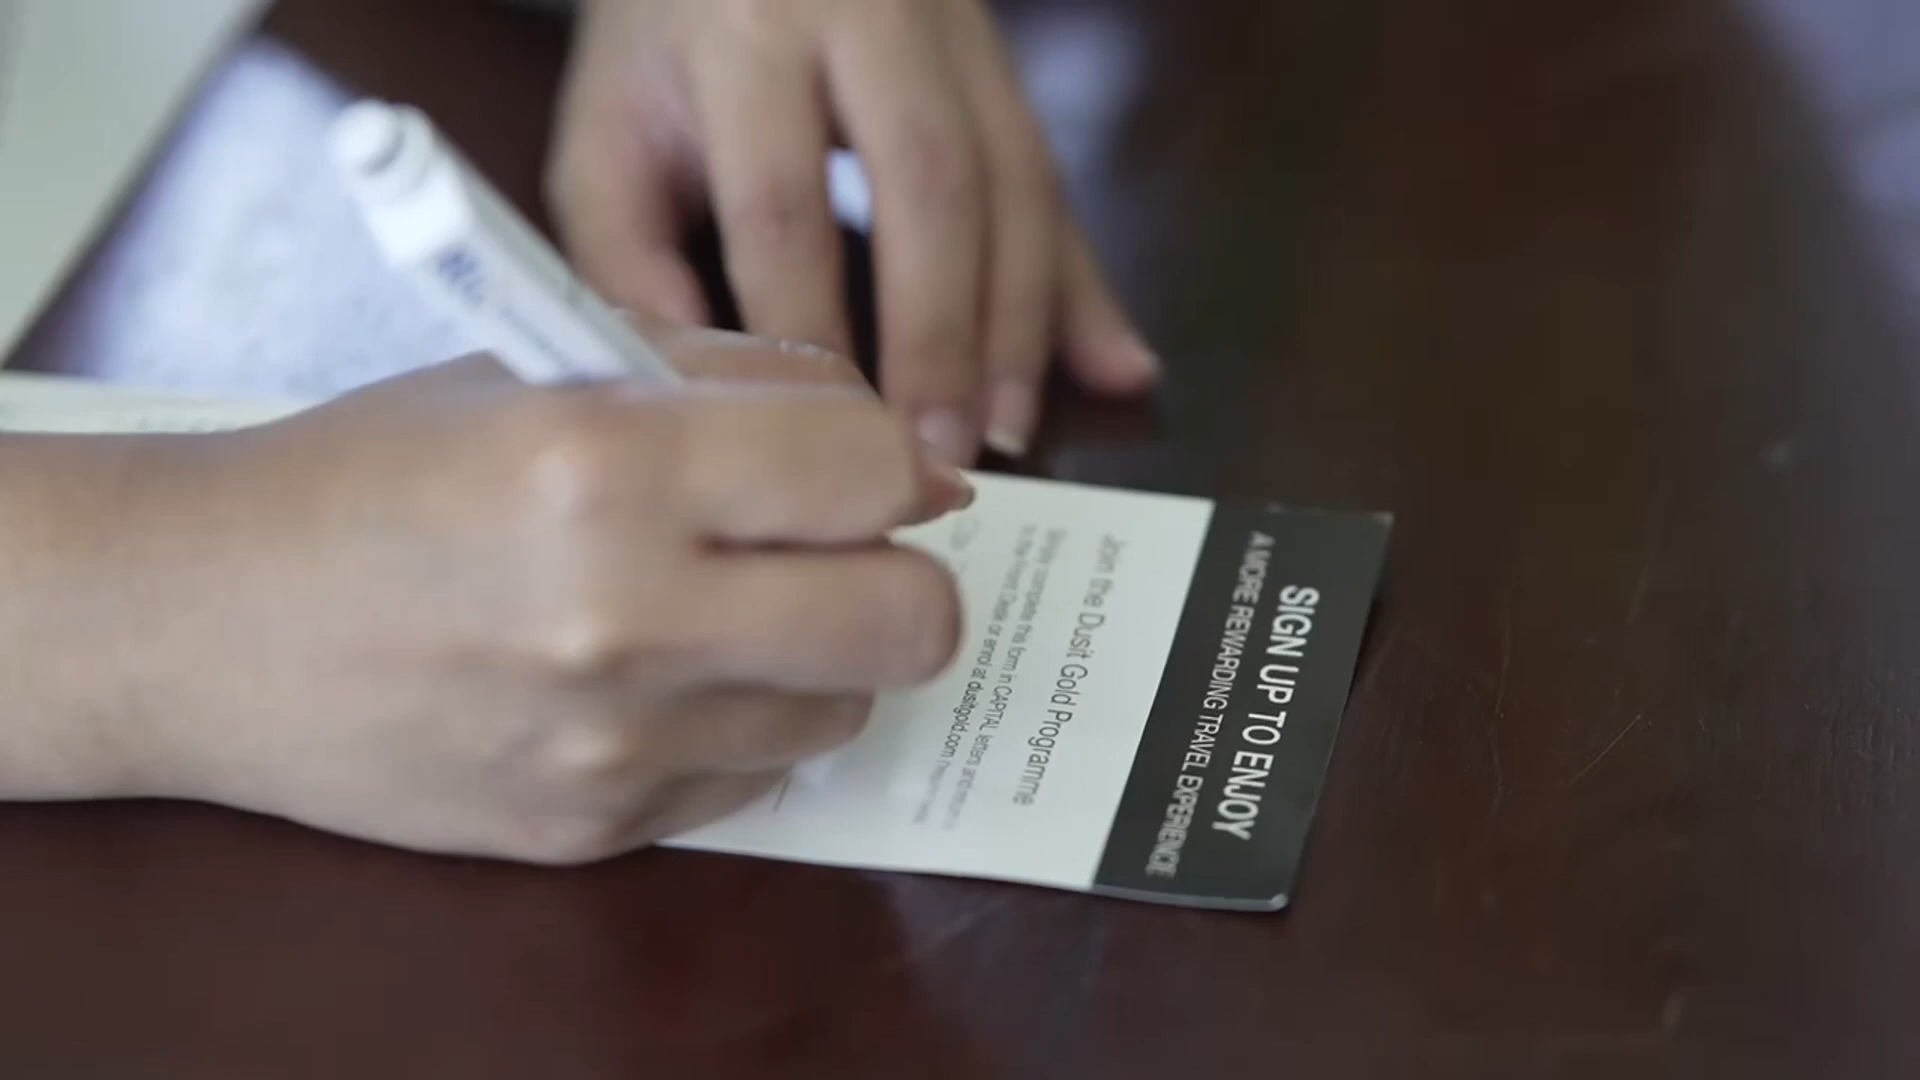 SIGN UP TO ENJOY
A MORE REWARDING TRAVEL EXPERIENCE
Join the Dusit Gold Programme
Simply complete this form in CAPITAL letters and
to the Front Desk or enrol at dusitgold.com